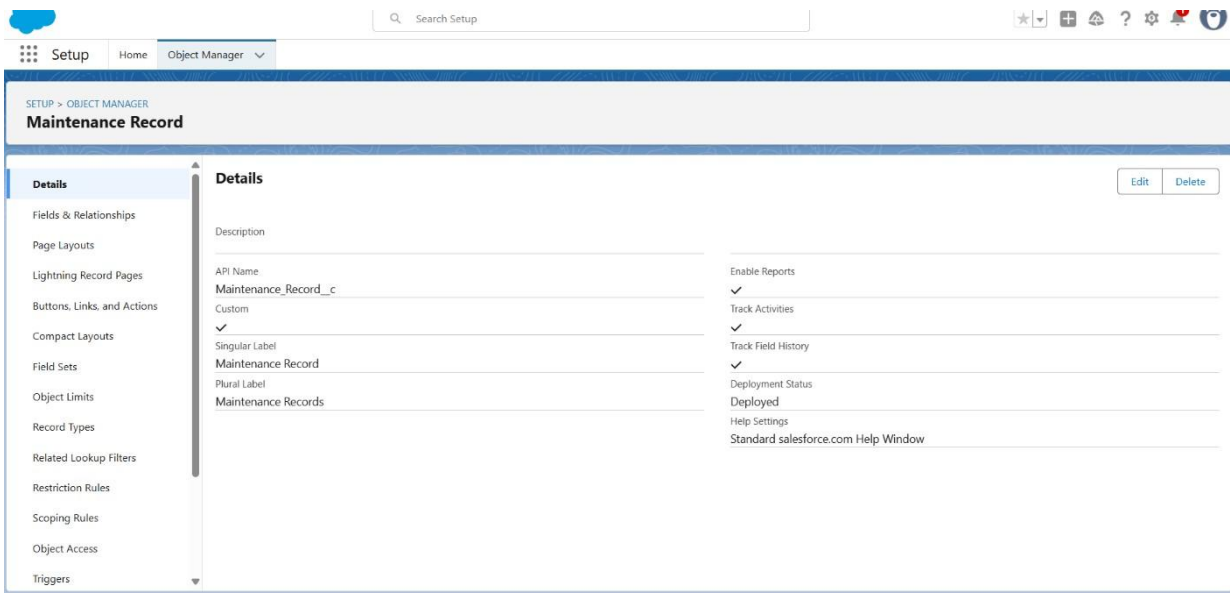 Search Setup
Setup
Home
Object Manager
SETUP > OBJECT MANAGER
Maintenance Record
Details
Fields & Relationships
Page Layouts
Lightning Record Pages
Buttons, Links, and Actions
Compact Layouts
Field Sets
Object Limits
Record Types
Related Lookup Filters
Restriction Rules
Scoping Rules
Object Access
Triggers
Details
Edit
Delete
Description
API Name
Maintenance_Record__c
Custom
Singular Label
Maintenance Record
Plural Label
Maintenance Records
Enable Reports
Track Activities
Track Field History
Deployment Status
Deployed
Help Settings
Standard salesforce.com Help Window